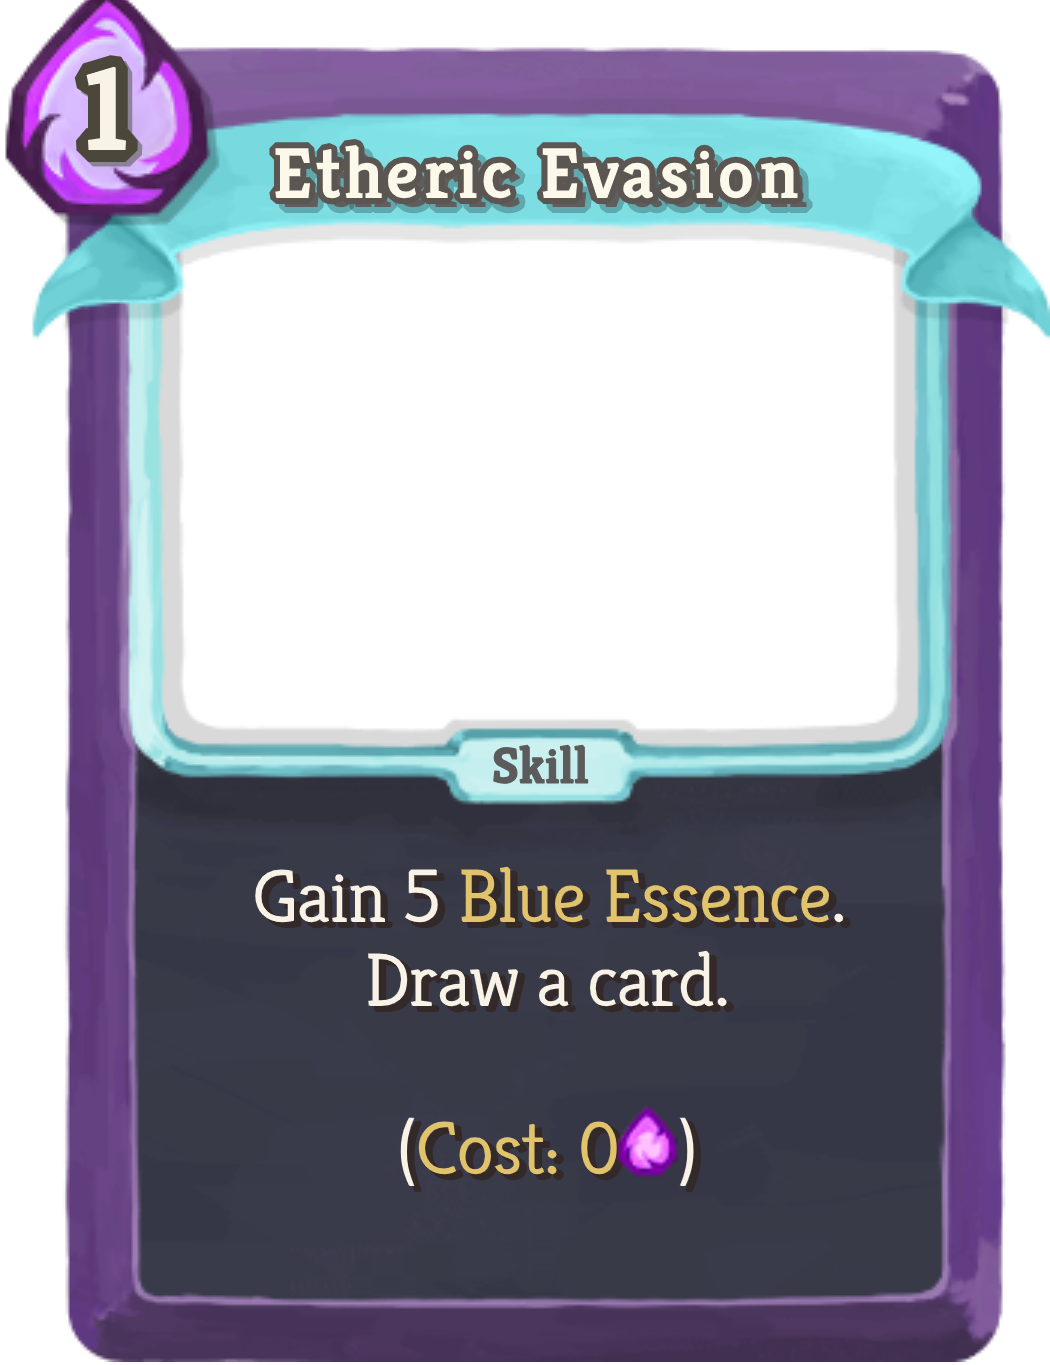 1
Etheric Evasion
Skill
Gain 5 Blue Essence.
Draw a card.
(Cost: 0)